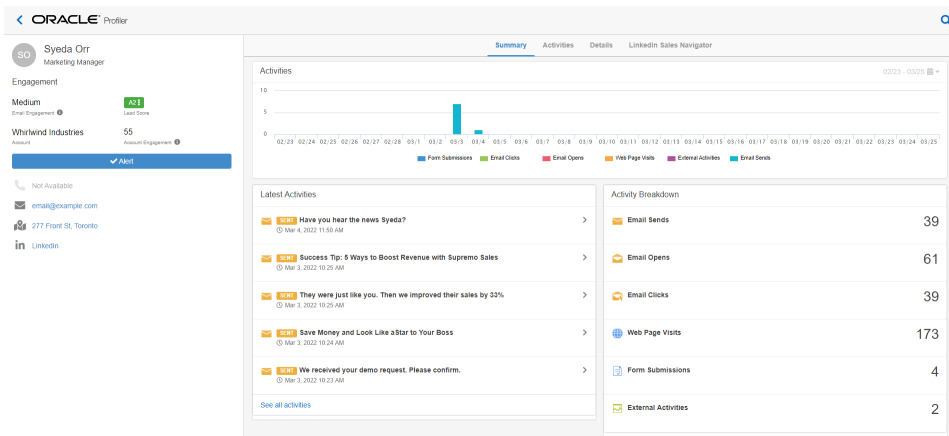 ORACLE® Profiler
SO
Syeda Orr
Marketing Manager
Engagement
Medium
Email Engagement
A2
Lead Score
Whirlwind Industries
Account
55
Account Engagement
Alert
Not Available
email@example.com
277 Front St, Toronto
in LinkedIn
Summary Activities Details LinkedIn Sales Navigator
Activities
02/23 - 03/25
10
5
0
02/23 02/24 02/25 02/26 02/27 02/28 03/1 03/2 03/3 03/4 03/5 03/6 03/7 03/8 03/9 03/10 03/11 03/12 03/13 03/14 03/15 03/16 03/17 03/18 03/19 03/20 03/21 03/22 03/23 03/24 03/25
Form Submissions Email Clicks Email Opens Web Page Visits External Activities Email Sends
Latest Activities
SENT Have you hear the news Syeda?
Mar 4, 2022 11:50 AM
SENT Success Tip: 5 Ways to Boost Revenue with Supremo Sales
Mar 3, 2022 10:25 AM
SENT They were just like you. Then we improved their sales by 33%
Mar 3, 2022 10:25 AM
SENT Save Money and Look Like aStar to Your Boss
Mar 3, 2022 10:24 AM
SENT We received your demo request. Please confirm.
Mar 3, 2022 10:23 AM
See all activities
Activity Breakdown
Email Sends 39
Email Opens 61
Email Clicks 39
Web Page Visits 173
Form Submissions 4
External Activities 2